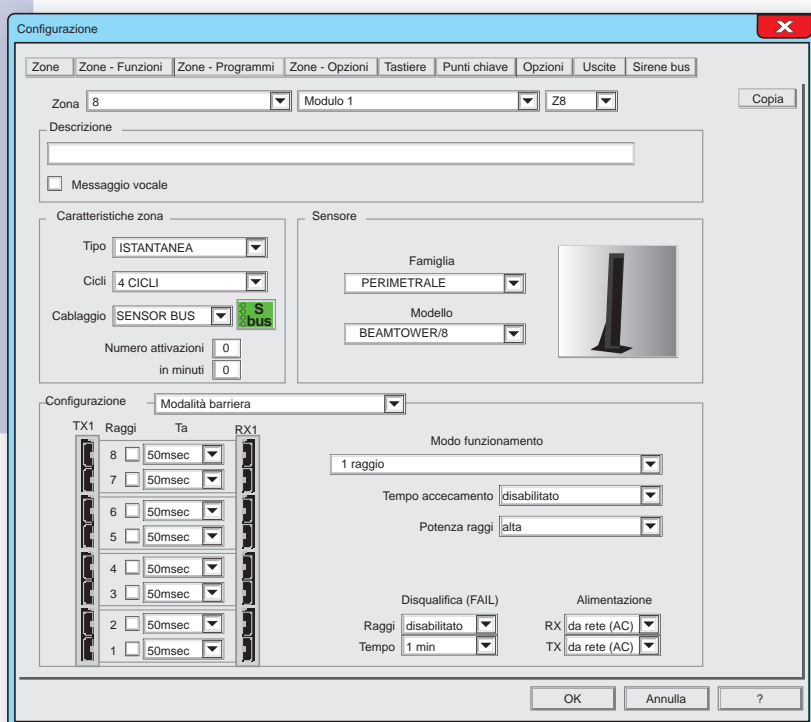 Configurazione
Zone Zone - Funzioni Zone - Programmi Zone - Opzioni Tastiere Punti chiave Opzioni Uscite Sirene bus
Zona 8 Modulo 1 Z8 Copia
Descrizione
Messaggio vocale
Caratteristiche zona
Tipo ISTANTANEA
Cicli 4 CICLI
Cablaggio SENSOR BUS S bus
Numero attivazioni 0
in minuti 0
Sensore
Famiglia
PERIMETRALE
Modello
BEAMTOWER/8
Configurazione Modalità barriera
TX1 Raggi Ta RX1
8 50msec
7 50msec
6 50msec
5 50msec
4 50msec
3 50msec
2 50msec
1 50msec
Modo funzionamento
1 raggio
Tempo accecamento disabilitato
Potenza raggi alta
Disqualifica (FAIL) Alimentazione
Raggi disabilitato RX da rete (AC)
Tempo 1 min TX da rete (AC)
OK Annulla ?